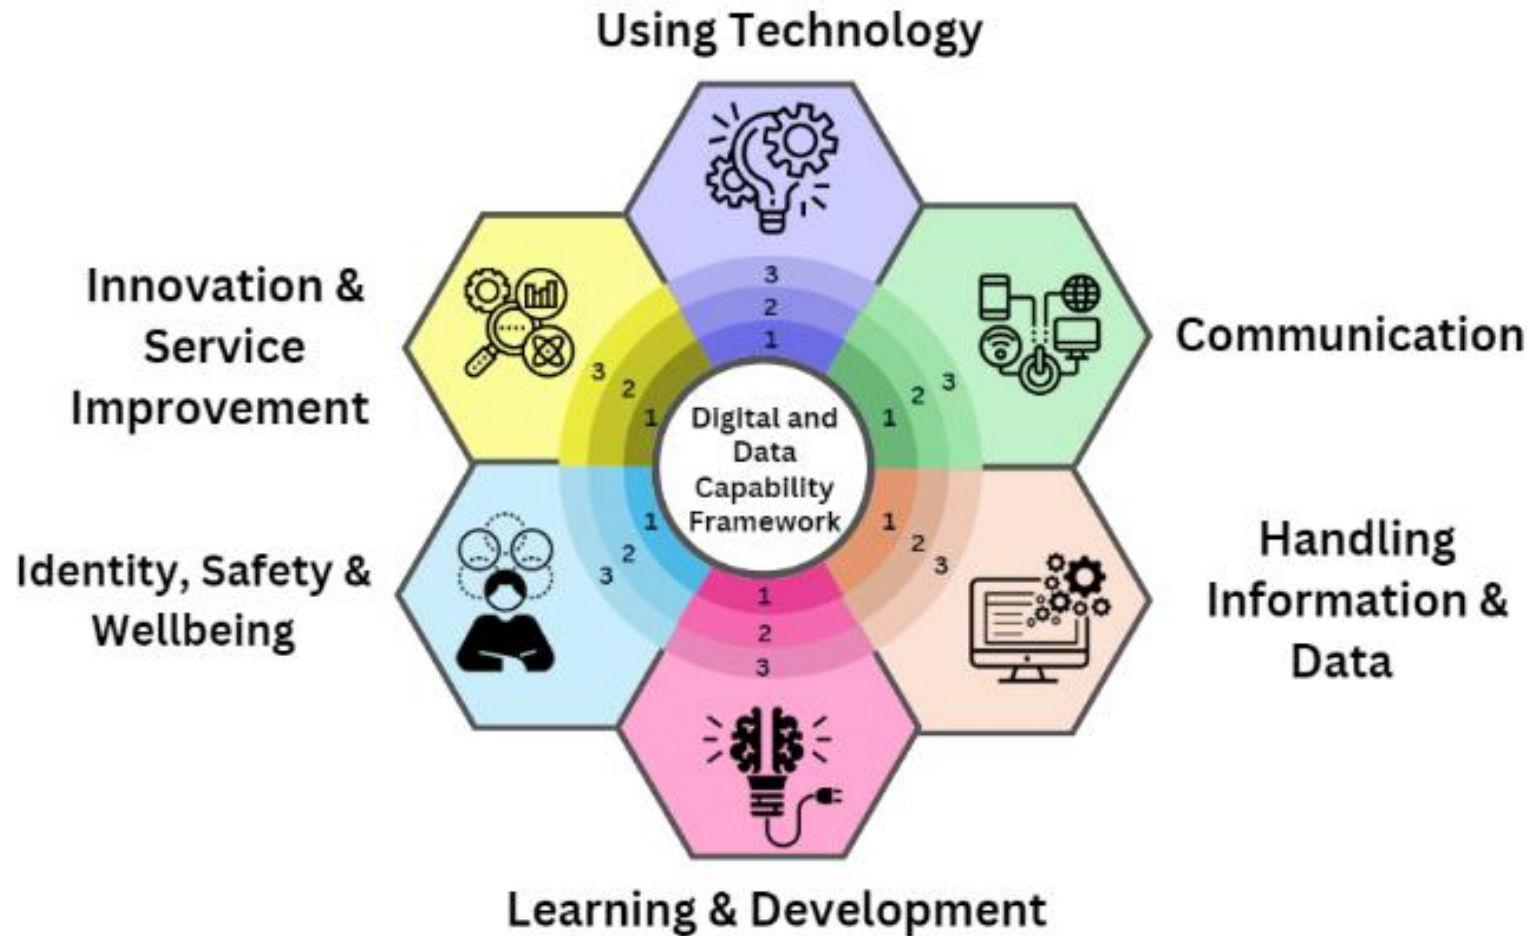 Using Technology
3
2
1
Communication
1
2
3
Handling
Information &
Data
1
2
3
Learning & Development
1
2
3
Identity, Safety &
Wellbeing
1
2
3
Innovation &
Service
Improvement
3
2
1
Digital and
Data
Capability
Framework